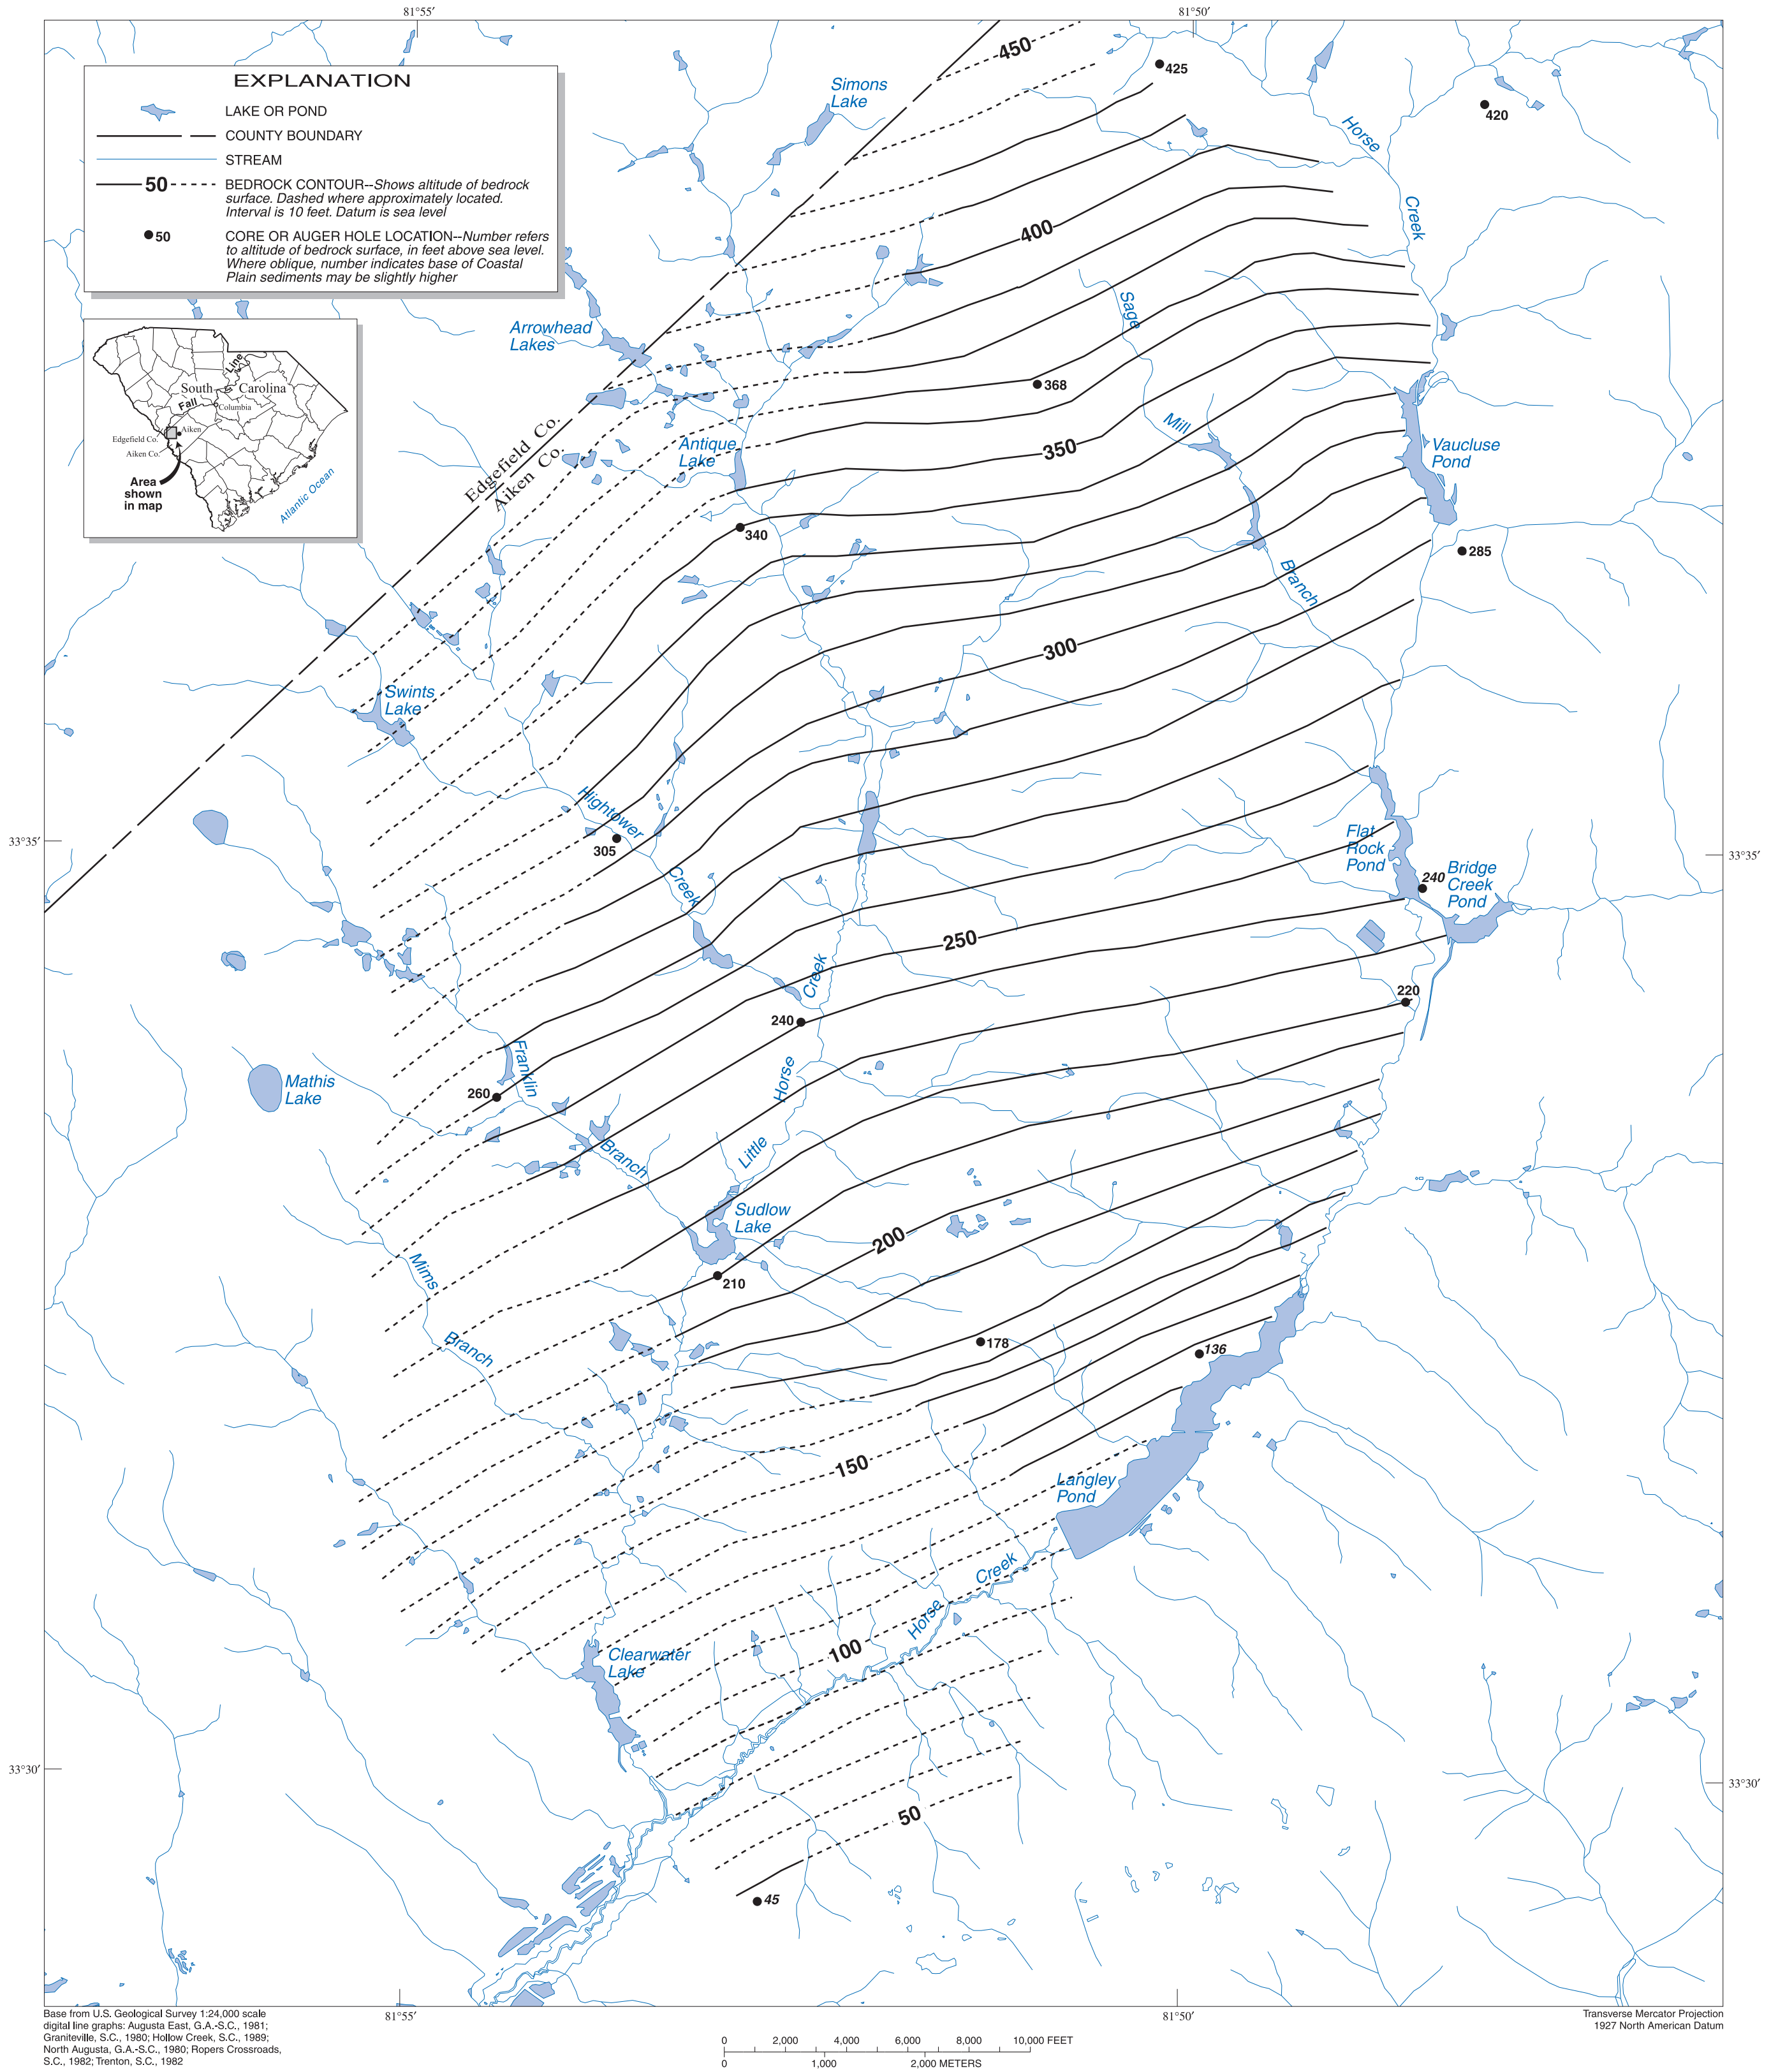 81°55′
81°50′
EXPLANATION
LAKE OR POND
COUNTY BOUNDARY
STREAM
50
BEDROCK CONTOUR--Shows altitude of bedrock
surface. Dashed where approximately located.
Interval is 10 feet. Datum is sea level
50
CORE OR AUGER HOLE LOCATION--Number refers
to altitude of bedrock surface, in feet above sea level.
Where oblique, number indicates base of Coastal
Plain sediments may be slightly higher
South Carolina
Fall Line
Columbia
Aiken
Edgefield Co.
Aiken Co.
Area
shown
in map
Atlantic Ocean
450
425
420
Simons
Lake
Horse
Creek
400
Arrowhead
Lakes
Sage
368
Mill
Edgefield Co.
Aiken Co.
Antique
Lake
350
Vaucluse
Pond
340
285
Branch
300
Swints
Lake
Hightower
305
33°35′
33°35′
Flat
Rock
Pond
240
Bridge
Creek
Pond
Creek
250
Creek
240
220
Franklin
Horse
Mathis
Lake
260
Branch
Little
Sudlow
Lake
200
Mims
210
Branch
178
136
150
Langley
Pond
Creek
Horse
100
Clearwater
Lake
33°30′
33°30′
50
45
81°55′
81°50′
Base from U.S. Geological Survey 1:24,000 scale
digital line graphs: Augusta East, G.A.-S.C., 1981;
Graniteville, S.C., 1980; Hollow Creek, S.C., 1989;
North Augusta, G.A.-S.C., 1980; Ropers Crossroads,
S.C., 1982; Trenton, S.C., 1982
0 2,000 4,000 6,000 8,000 10,000 FEET
0 1,000 2,000 METERS
Transverse Mercator Projection
1927 North American Datum